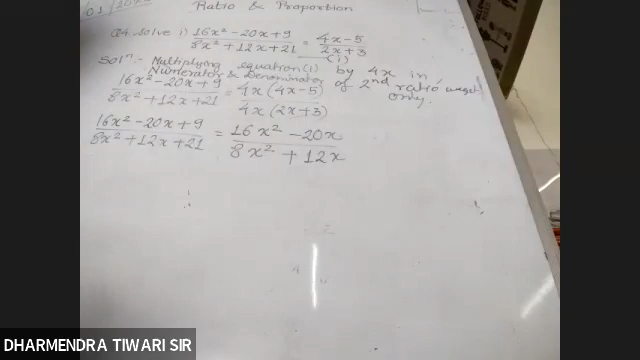 Ratio & Proportion
Q4. Solve i) 16x² - 20x + 9 / 8x² + 12x + 21 = 4x - 5 / 2x + 3 (i)
Solⁿ:- Multiplying equation (i) by 4x in
Numerator & Denominator of 2nd ratio we get only.
16x² - 20x + 9 / 8x² + 12x + 21 = 4x(4x - 5) / 4x(2x + 3)
16x² - 20x + 9 / 8x² + 12x + 21 = 16x² - 20x / 8x² + 12x
DHARMENDRA TIWARI SIR